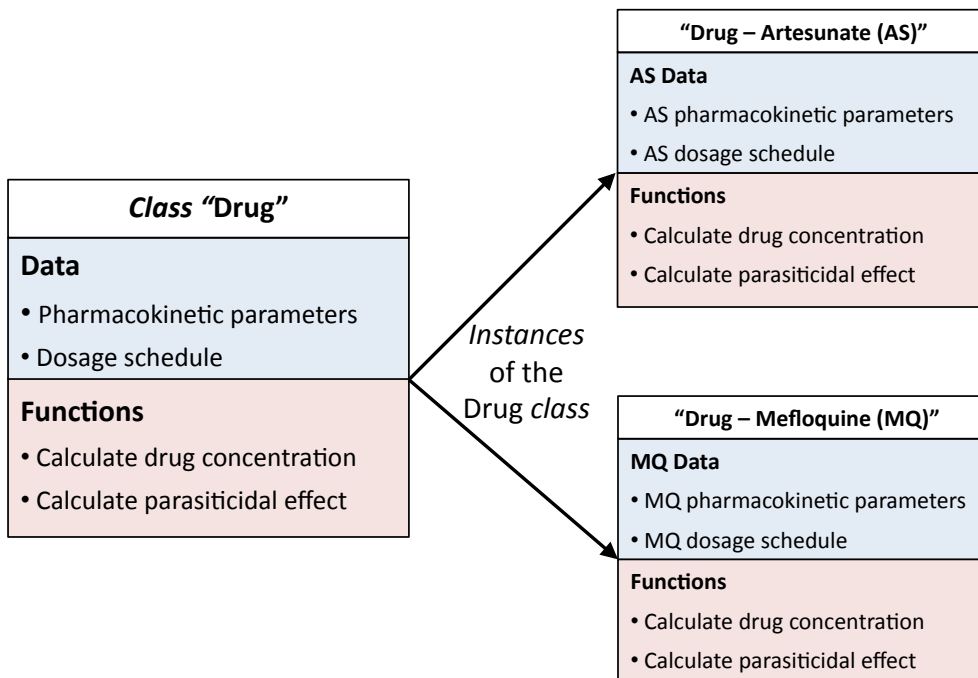 Class “Drug”
Data
• Pharmacokinetic parameters
• Dosage schedule
Functions
• Calculate drug concentration
• Calculate parasiticidal effect
Instances
of the
Drug class
“Drug – Artesunate (AS)”
AS Data
• AS pharmacokinetic parameters
• AS dosage schedule
Functions
• Calculate drug concentration
• Calculate parasiticidal effect
“Drug – Mefloquine (MQ)”
MQ Data
• MQ pharmacokinetic parameters
• MQ dosage schedule
Functions
• Calculate drug concentration
• Calculate parasiticidal effect